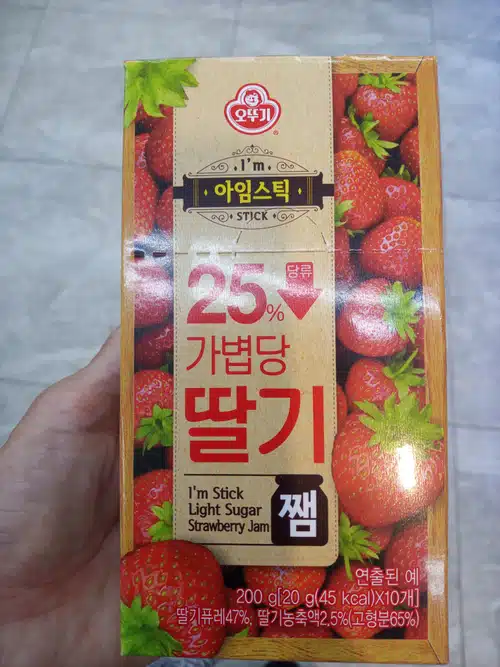 오뚜기
I'm
아임스틱
STICK
25% 당류
가볍당
딸기
쨈
I'm Stick
Light Sugar
Strawberry Jam
연출된 예
200 g[20 g(45 kcal)X10개]
딸기퓨레47%, 딸기농축액2.5%(고형분65%)